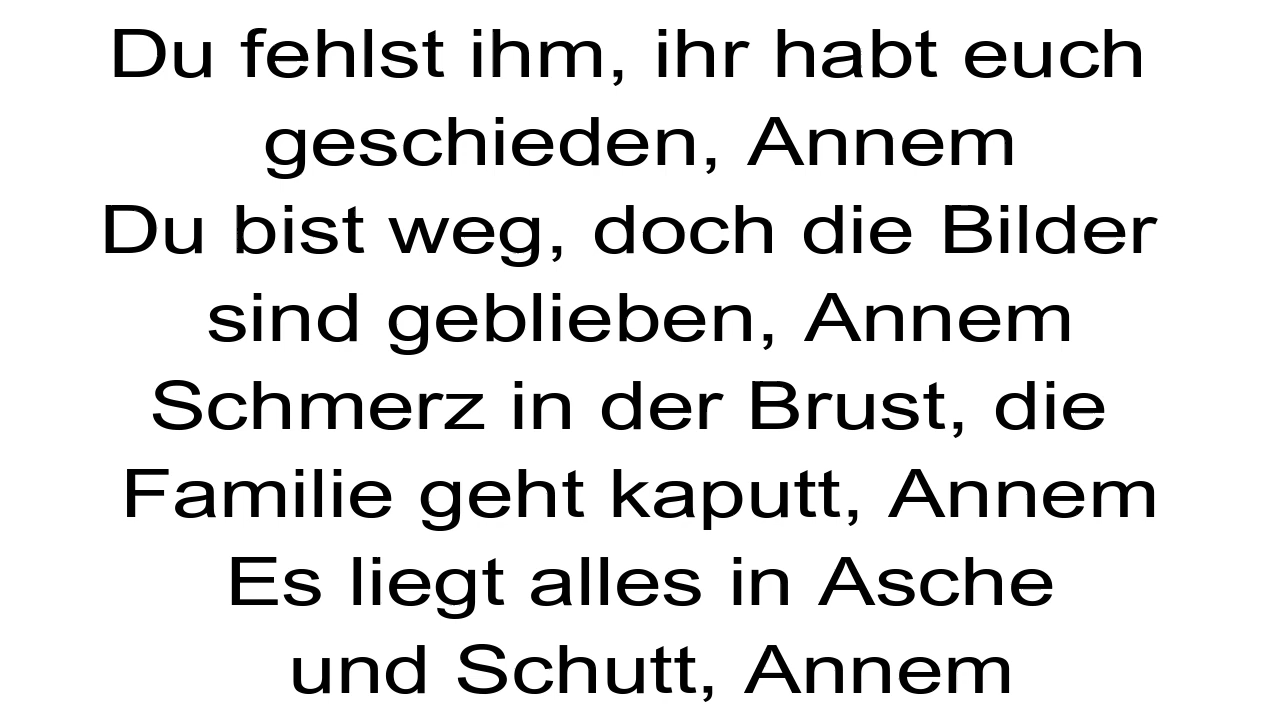 Du fehlst ihm, ihr habt euch
geschieden, Annem
Du bist weg, doch die Bilder
sind geblieben, Annem
Schmerz in der Brust, die
Familie geht kaputt, Annem
Es liegt alles in Asche
und Schutt, Annem